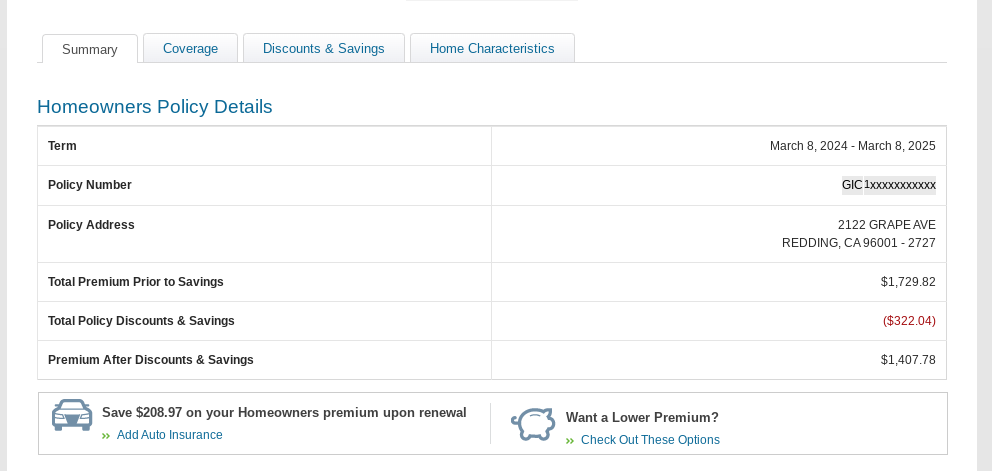 Summary
Coverage
Discounts & Savings
Home Characteristics
Homeowners Policy Details
Term March 8, 2024 - March 8, 2025
Policy Number GIC1xxxxxxxxxxx
Policy Address 2122 GRAPE AVE
REDDING, CA 96001 - 2727
Total Premium Prior to Savings $1,729.82
Total Policy Discounts & Savings ($322.04)
Premium After Discounts & Savings $1,407.78
Save $208.97 on your Homeowners premium upon renewal
Add Auto Insurance
Want a Lower Premium?
Check Out These Options